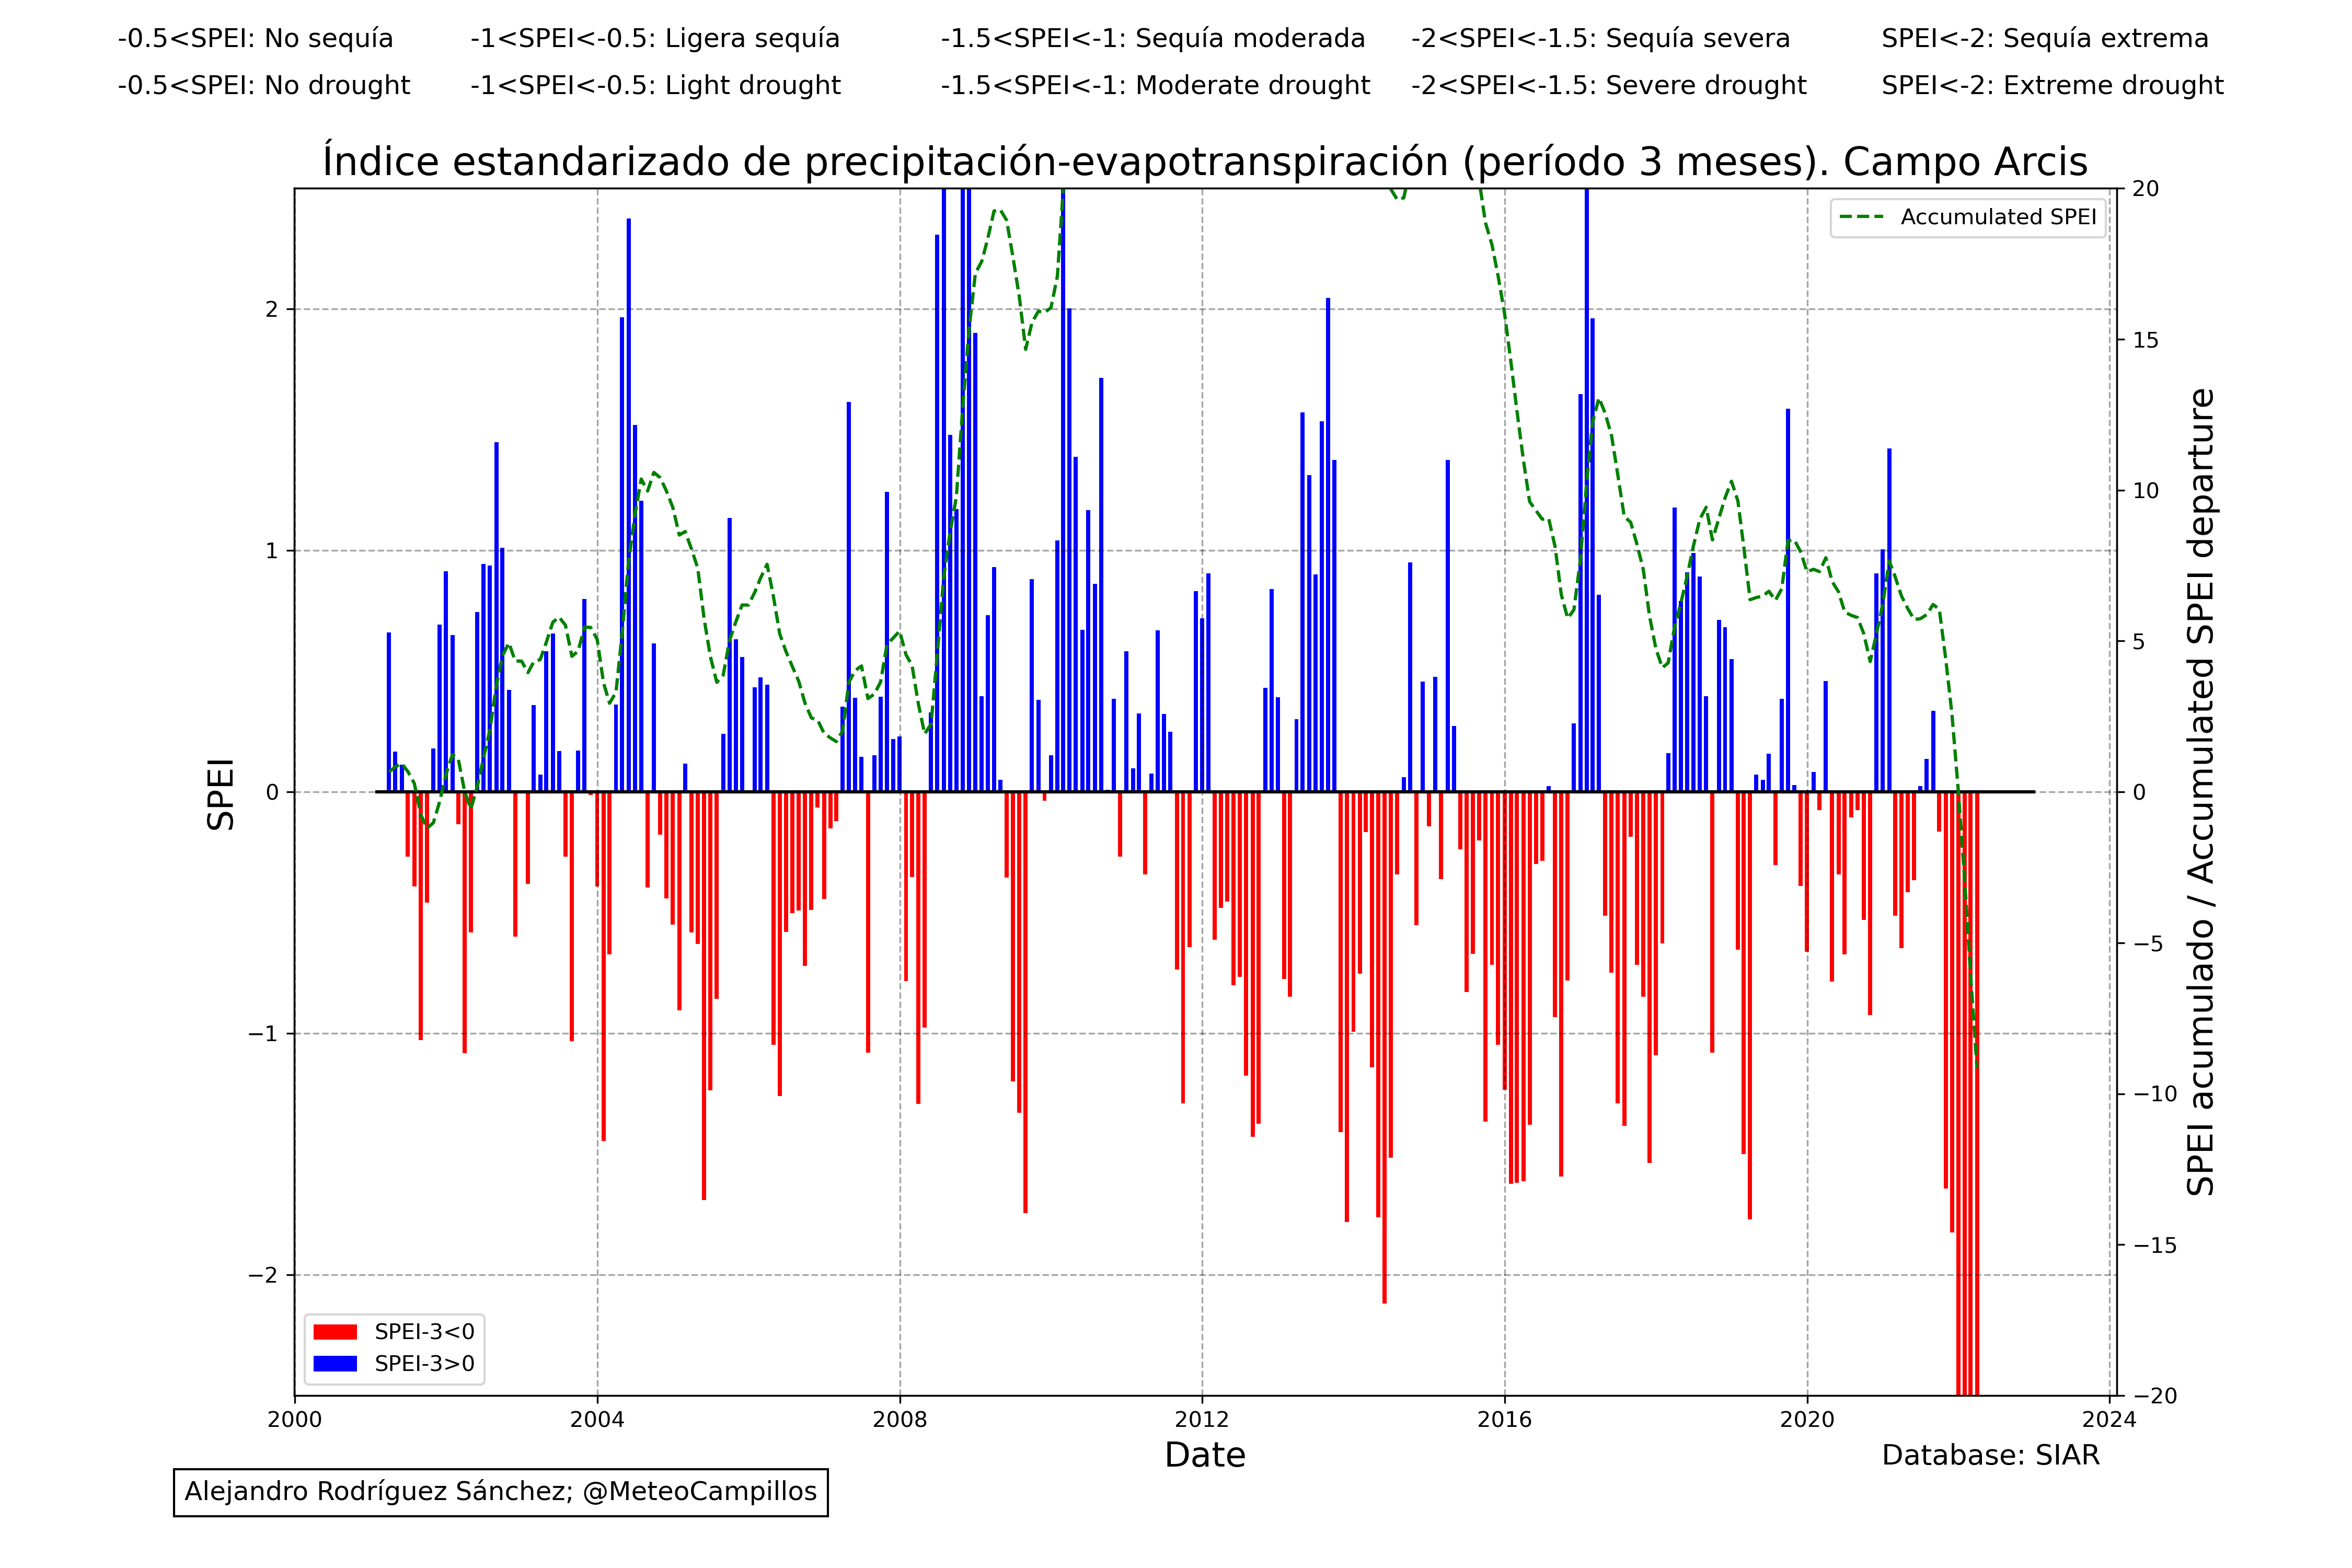 -0.5<SPEI: No sequía -1<SPEI<-0.5: Ligera sequía -1.5<SPEI<-1: Sequía moderada -2<SPEI<-1.5: Sequía severa SPEI<-2: Sequía extrema
-0.5<SPEI: No drought -1<SPEI<-0.5: Light drought -1.5<SPEI<-1: Moderate drought -2<SPEI<-1.5: Severe drought SPEI<-2: Extreme drought
Índice estandarizado de precipitación-evapotranspiración (período 3 meses). Campo Arcis
Accumulated SPEI
SPEI
2
1
0
−1
−2
20
15
10
5
0
−5
−10
−15
−20
SPEI acumulado / Accumulated SPEI departure
SPEI-3<0
SPEI-3>0
2000 2004 2008 2012 2016 2020 2024
Date
Database: SIAR
Alejandro Rodríguez Sánchez; @MeteoCampillos